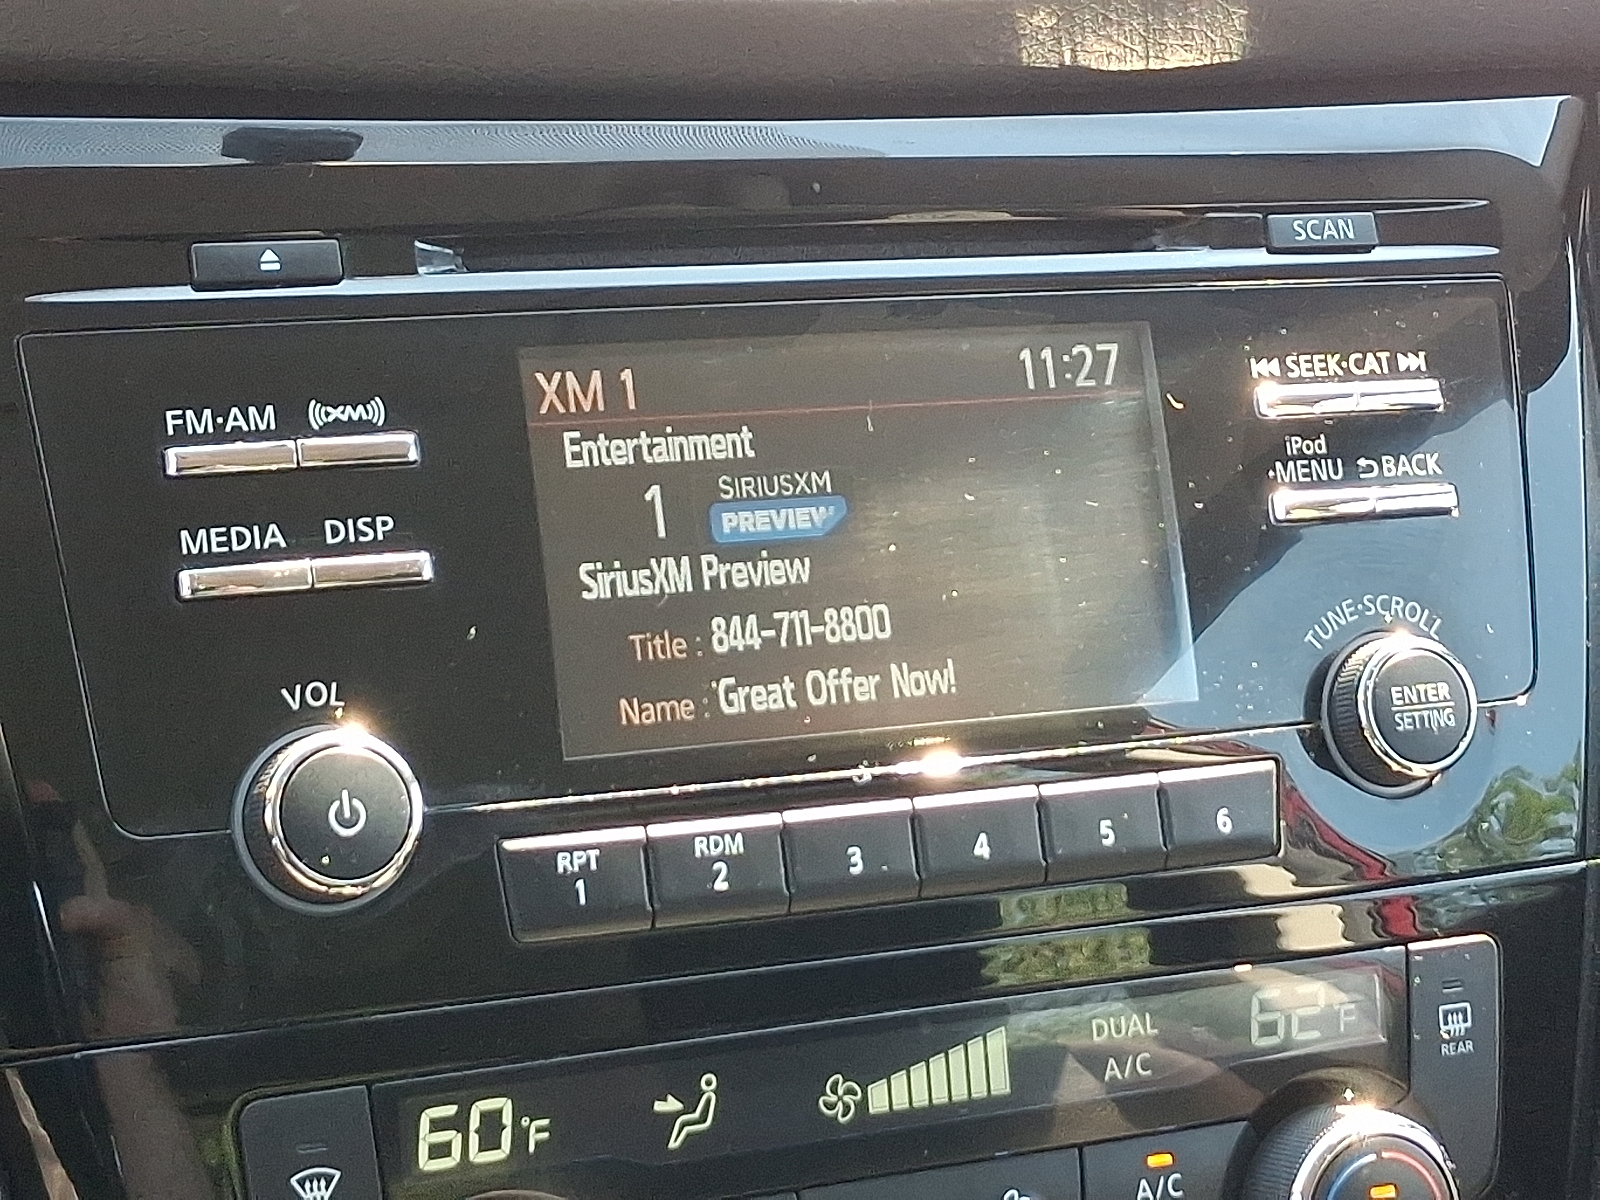 SCAN
XM 1 11:27
FM·AM (((XM)))
SEEK·CAT
Entertainment
iPod
MENU BACK
1 SIRIUSXM
PREVIEW
MEDIA DISP
SiriusXM Preview
TUNE·SCROLL
Title : 844-711-8800
VOL
Name : Great Offer Now!
ENTER
SETTING
RPT
1
RDM
2
3
4
5
6
DUAL
A/C
62°F
REAR
60°F
A/C